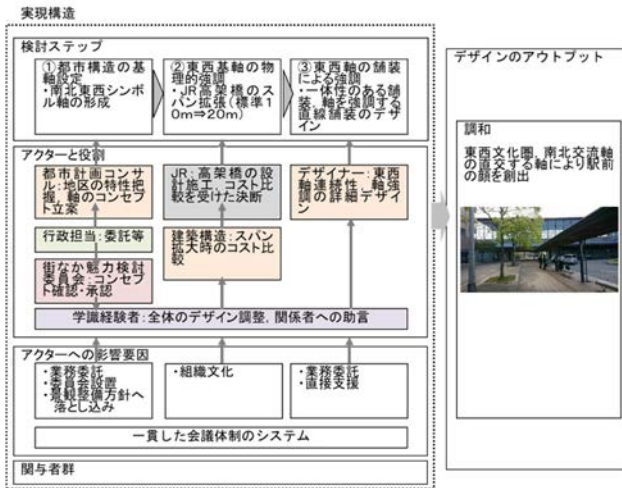 実現構造
検討ステップ
①都市構造の基
軸設定
・南北東西シンボ
ル軸の形成
②東西基軸の物
理的強調
・JR高架橋のス
パン拡張(標準1
0m⇒20m)
③東西軸の舗装
による強調
・一体性のある舗
装、軸を強調する
直線舗装のデザ
イン
アクターと役割
都市計画コンサ
ル:地区の特性把
握、軸のコンセプ
ト立案
行政担当:委託等
街なか魅力検討
委員会:コンセプ
ト確認・承認
JR:高架橋の設
計施工、コスト比
較を受けた決断
建築構造:スパン
拡大時のコスト比
較
デザイナー:東西
軸連続性、軸強
調の詳細デザイ
ン
学識経験者:全体のデザイン調整、関係者への助言
アクターへの影響要因
・業務委託
・委員会設置
・景観整備方針へ
落とし込み
・組織文化
・業務委託
・直接支援
一貫した会議体制のシステム
関与者群
デザインのアウトプット
調和
東西文化圏、南北交流軸
の直交する軸により駅前
の顔を創出